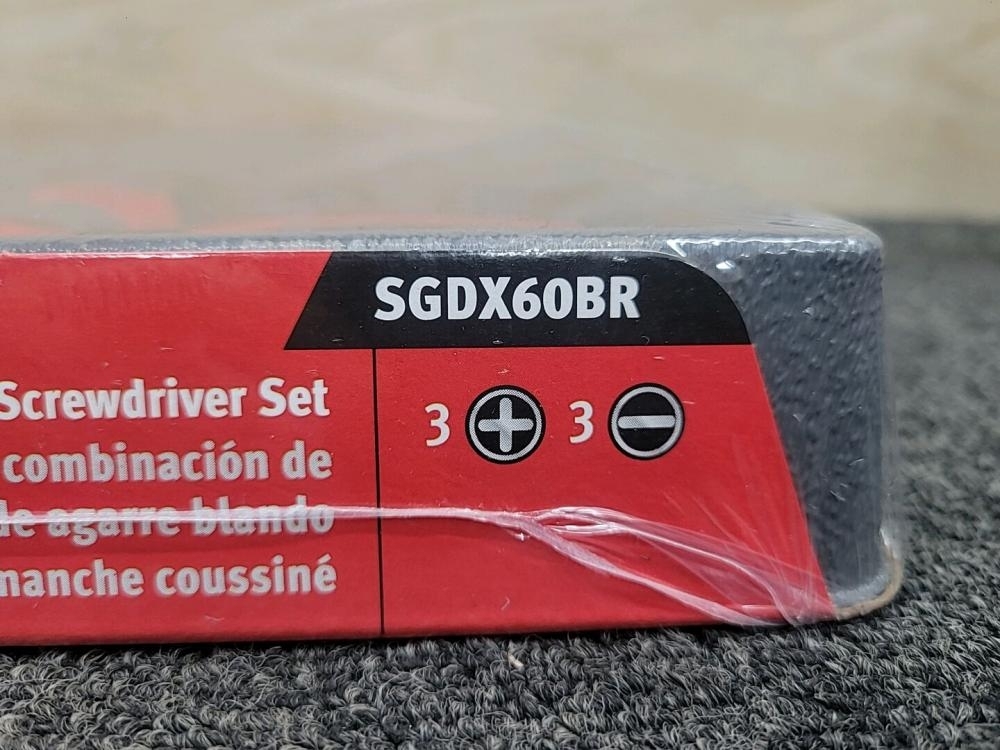 SGDX60BR
Screwdriver Set
combinación de
de agarre blando
manche coussiné
3 3